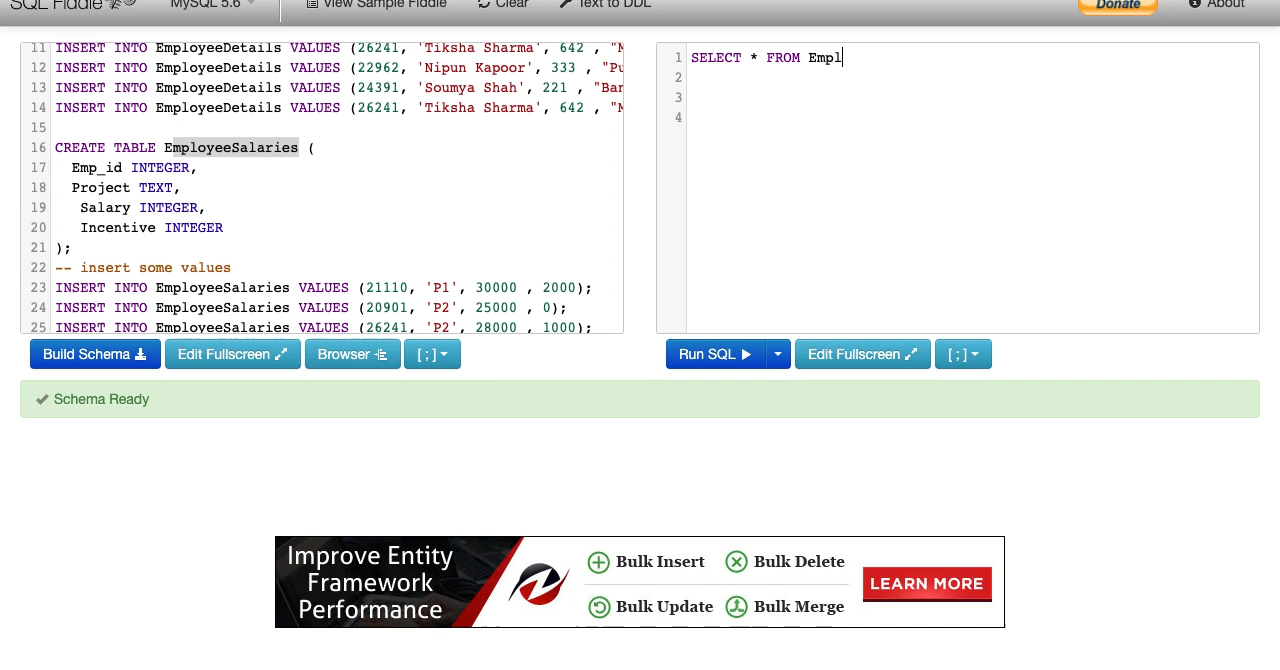 SQL Fiddle MySQL 5.6 View Sample Fiddle Clear Text to DDL Donate About
11 INSERT INTO EmployeeDetails VALUES (26241, 'Tiksha Sharma', 642 , "M
12 INSERT INTO EmployeeDetails VALUES (22962, 'Nipun Kapoor', 333 , "Pu
13 INSERT INTO EmployeeDetails VALUES (24391, 'Soumya Shah', 221 , "Ban
14 INSERT INTO EmployeeDetails VALUES (26241, 'Tiksha Sharma', 642 , "M
15
16 CREATE TABLE EmployeeSalaries (
17 Emp_id INTEGER,
18 Project TEXT,
19 Salary INTEGER,
20 Incentive INTEGER
21 );
22 -- insert some values
23 INSERT INTO EmployeeSalaries VALUES (21110, 'P1', 30000 , 2000);
24 INSERT INTO EmployeeSalaries VALUES (20901, 'P2', 25000 , 0);
25 INSERT INTO EmployeeSalaries VALUES (26241, 'P2', 28000 , 1000);
1 SELECT * FROM Empl
2
3
4
Build Schema Edit Fullscreen Browser [ ; ]
Run SQL Edit Fullscreen [ ; ]
Schema Ready
Improve Entity
Framework
Performance
Bulk Insert Bulk Delete
Bulk Update Bulk Merge
LEARN MORE